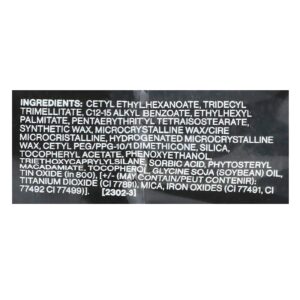 INGREDIENTS: CETYL ETHYLHEXANOATE, TRIDECYL
TRIMELLITATE, C12-15 ALKYL BENZOATE, ETHYLHEXYL
PALMITATE, PENTAERYTHRITYL TETRAISOSTEARATE,
SYNTHETIC WAX, MICROCRYSTALLINE WAX/CIRE
MICROCRISTALLINE, HYDROGENATED MICROCRYSTALLINE
WAX, CETYL PEG/PPG-10/1 DIMETHICONE, SILICA,
TOCOPHERYL ACETATE, PHENOXYETHANOL,
TRIETHOXYCAPRYLYLSILANE, SORBIC ACID, PHYTOSTERYL
MACADAMIATE, TOCOPHEROL, GLYCINE SOJA (SOYBEAN) OIL,
TIN OXIDE (in 800), [+/- (MAY CONTAIN/PEUT CONTENIR):
TITANIUM DIOXIDE (CI 77891), MICA, IRON OXIDES (CI 77491, CI
77492 CI 77499)]. [2302-3]